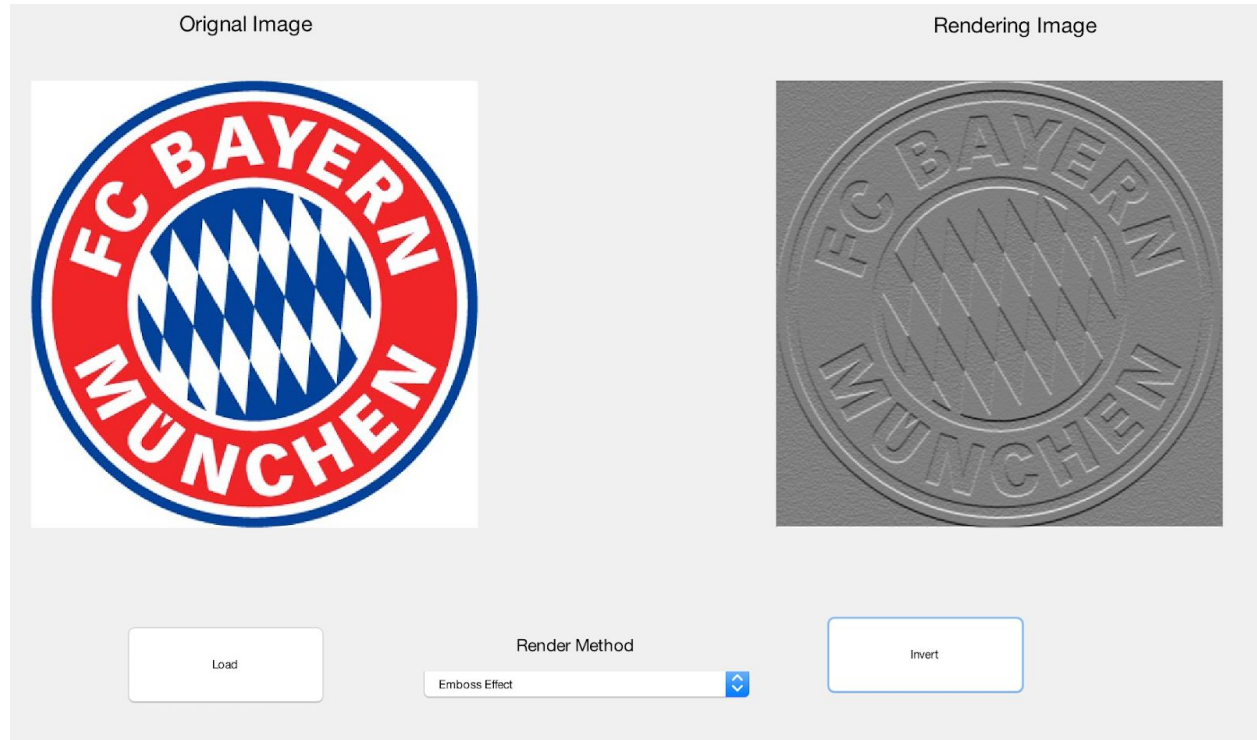 Orignal Image
Rendering Image
FC BAYERN
MÜNCHEN
FC BAYERN
MÜNCHEN
Load
Render Method
Emboss Effect
Invert